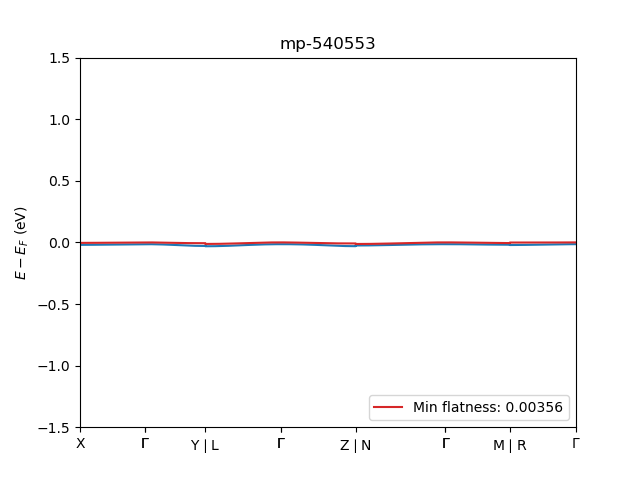 mp-540553
1.5
1.0
0.5
0.0
−0.5
−1.0
−1.5
E − E_F (eV)
Min flatness: 0.00356
X Γ Y | L Γ Z | N Γ M | R Γ